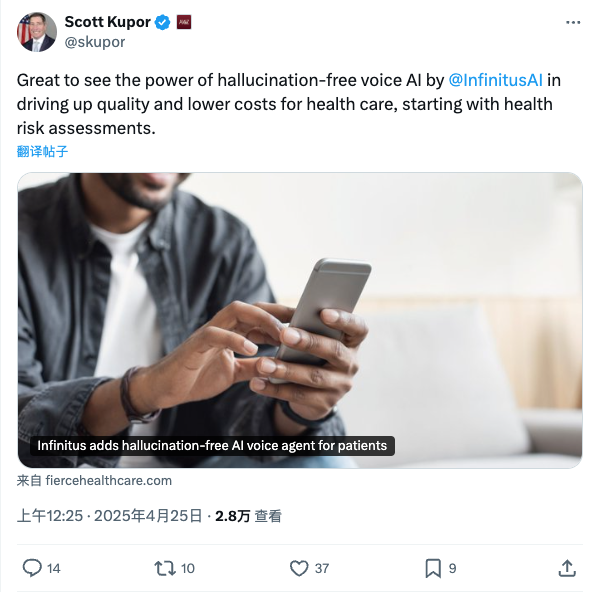 Scott Kupor
@skupor
Great to see the power of hallucination-free voice AI by @InfinitusAI in
driving up quality and lower costs for health care, starting with health
risk assessments.
翻译帖子
Infinitus adds hallucination-free AI voice agent for patients
来自 fiercehealthcare.com
上午12:25 · 2025年4月25日 · 2.8万 查看
14 10 37 9